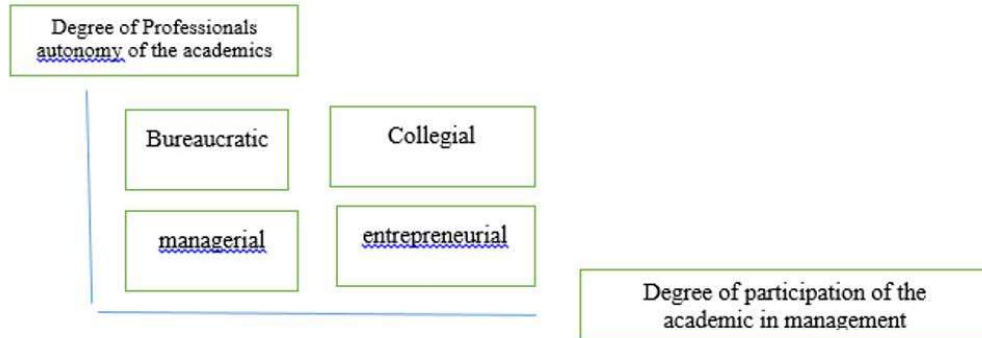 Degree of Professionals
autonomy of the academics
Bureaucratic
Collegial
managerial
entrepreneurial
Degree of participation of the
academic in management